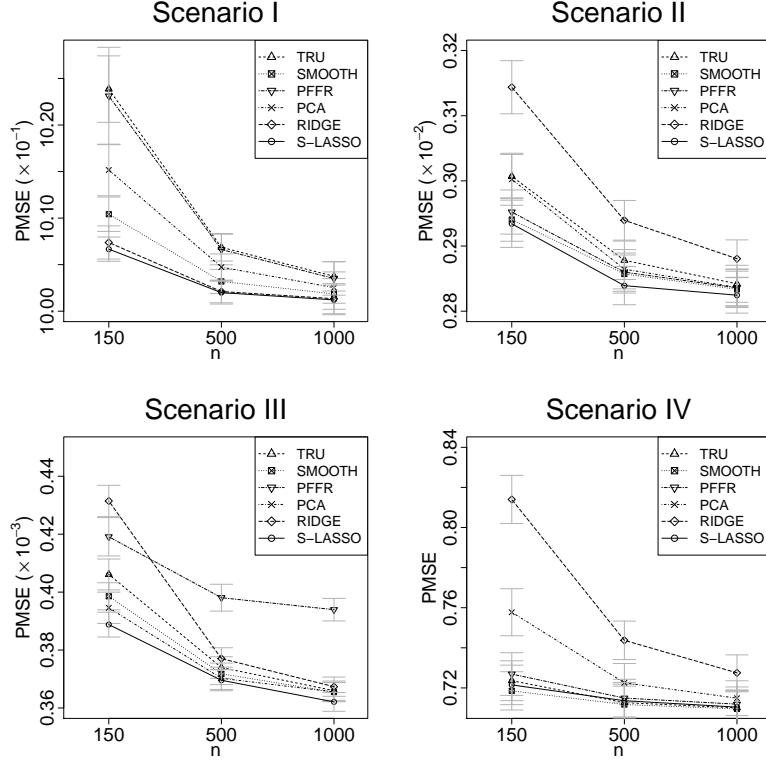 Scenario I
PMSE (× 10⁻¹)
10.00 10.10 10.20
TRU
SMOOTH
PFFR
PCA
RIDGE
S−LASSO
150 500 1000
n
Scenario II
PMSE (× 10⁻²)
0.28 0.29 0.30 0.31 0.32
TRU
SMOOTH
PFFR
PCA
RIDGE
S−LASSO
150 500 1000
n
Scenario III
PMSE (× 10⁻³)
0.36 0.38 0.40 0.42 0.44
TRU
SMOOTH
PFFR
PCA
RIDGE
S−LASSO
150 500 1000
n
Scenario IV
PMSE
0.72 0.76 0.80 0.84
TRU
SMOOTH
PFFR
PCA
RIDGE
S−LASSO
150 500 1000
n